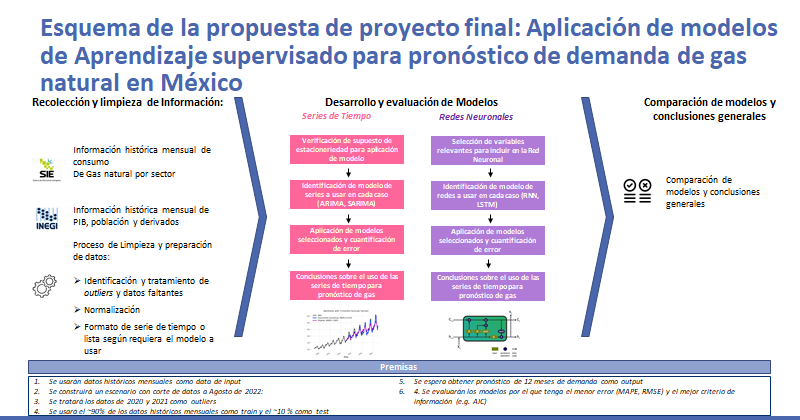 Esquema de la propuesta de proyecto final: Aplicación de modelos
de Aprendizaje supervisado para pronóstico de demanda de gas
natural en México
Recolección y limpieza de Información:
SIE
Información histórica mensual de
consumo
De Gas natural por sector
INEGI
Información histórica mensual de
PIB, población y derivados
Proceso de Limpieza y preparación
de datos:
➤ Identificación y tratamiento de
outliers y datos faltantes
➤ Normalización
➤ Formato de serie de tiempo o
lista según requiera el modelo a
usar
Desarrollo y evaluación de Modelos
Series de Tiempo
Verificación de supuesto de
estacioneriedad para aplicación
de modelo
Identificación de modelo de
series a usar en cada caso
(ARIMA, SARIMA)
Aplicación de modelos
seleccionados y cuantificación
de error
Conclusiones sobre el uso de las
series de tiempo para
pronóstico de gas
Redes Neuronales
Selección de variables
relevantes para incluir en la Red
Neuronal
Identificación de modelo de
redes a usar en cada caso (RNN,
LSTM)
Aplicación de modelos
seleccionados y cuantificación
de error
Conclusiones sobre el uso de las
series de tiempo para
pronóstico de gas
Comparación de modelos y
conclusiones generales
Comparación de
modelos y conclusiones
generales
Premisas
1. Se usarán datos históricos mensuales como data de input
2. Se construirá un escenario con corte de datos a Agosto de 2022:
3. Se tratará los datos de 2020 y 2021 como outliers
4. Se usará el ~90% de los datos históricos mensuales como train y el ~10 % como test
5. Se espera obtener pronóstico de 12 meses de demanda como output
6. 4. Se evaluarán los modelos por el que tenga el menor error (MAPE, RMSE) y el mejor criterio de
información (e.g. AIC)